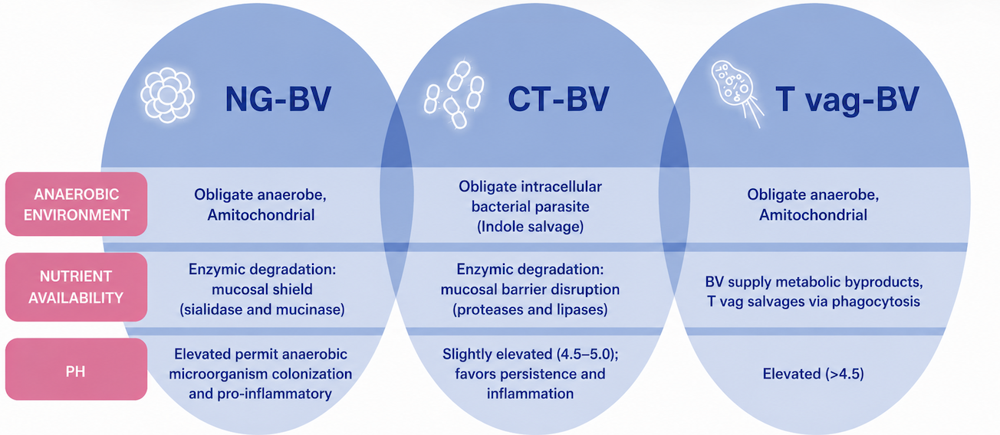 NG-BV
CT-BV
T vag-BV
ANAEROBIC
ENVIRONMENT
Obligate anaerobe,
Amitochondrial
Obligate intracellular
bacterial parasite
(Indole salvage)
Obligate anaerobe,
Amitochondrial
NUTRIENT
AVAILABILITY
Enzymic degradation:
mucosal shield
(sialidase and mucinase)
Enzymic degradation:
mucosal barrier disruption
(proteases and lipases)
BV supply metabolic byproducts,
T vag salvages via phagocytosis
PH
Elevated permit anaerobic
microorganism colonization
and pro-inflammatory
Slightly elevated (4.5–5.0);
favors persistence and
inflammation
Elevated (>4.5)